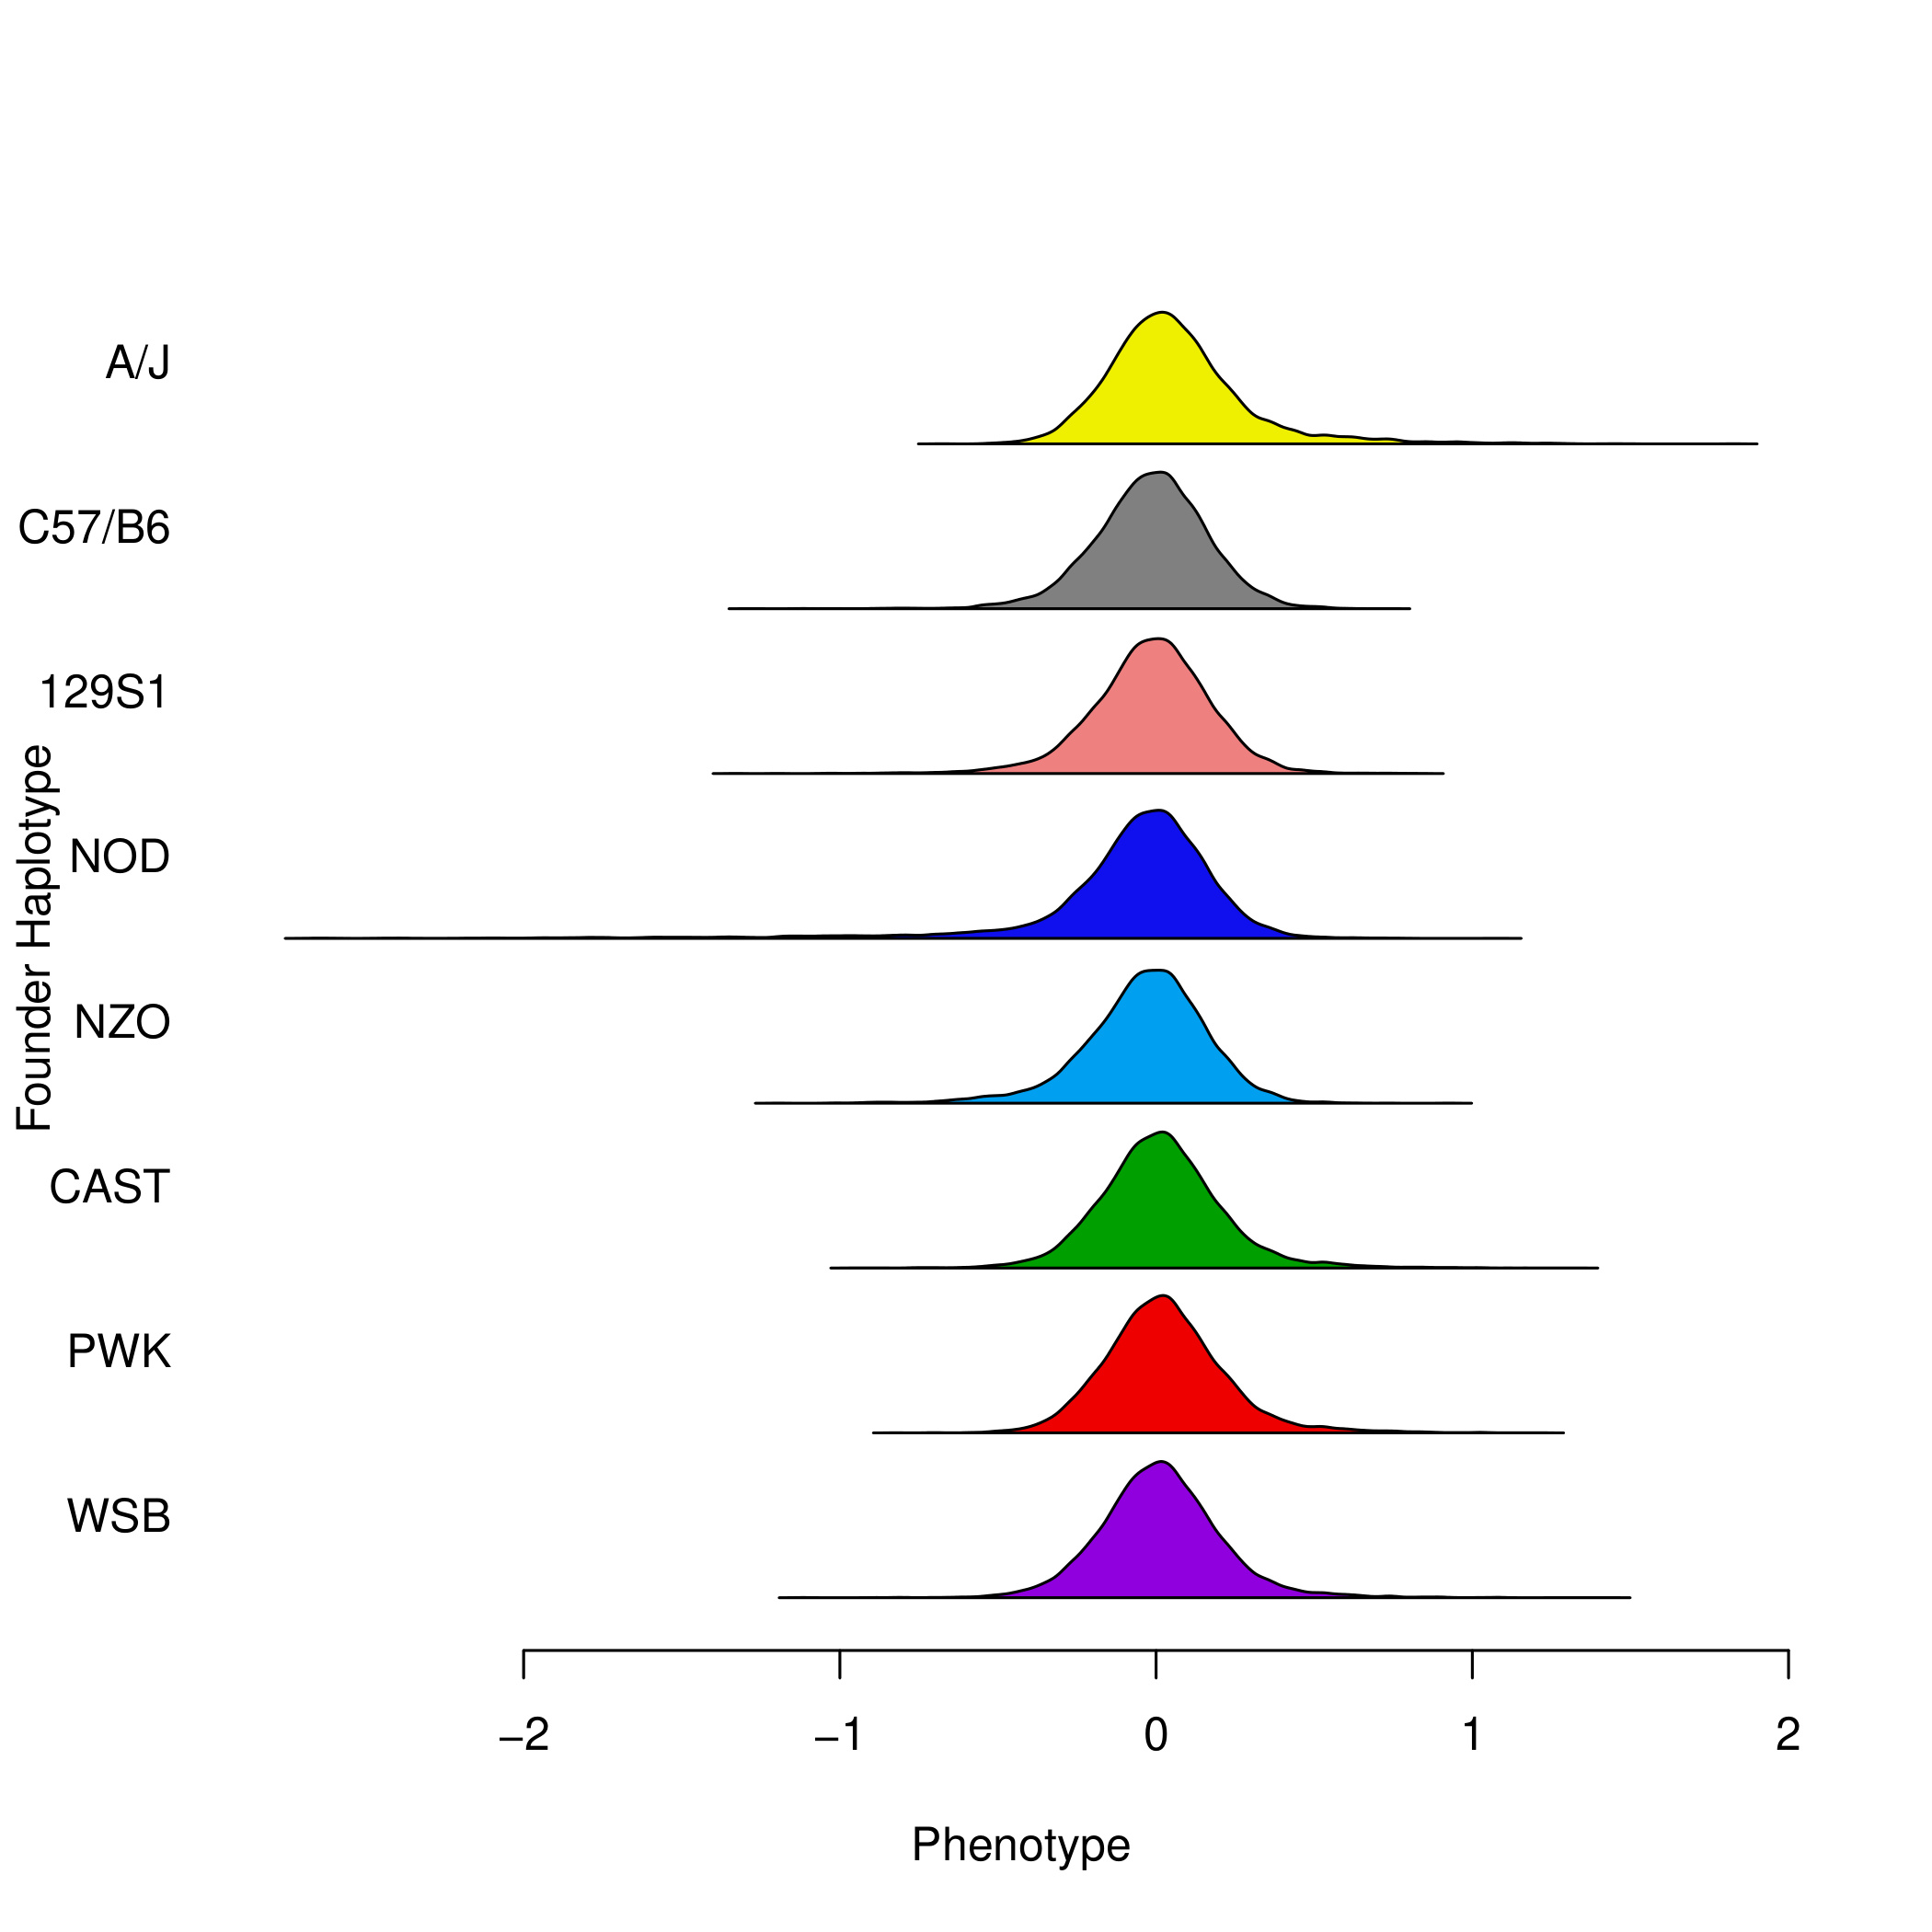 A/J
C57/B6
129S1
NOD
NZO
CAST
PWK
WSB
Founder Haplotype
−2 −1 0 1 2
Phenotype